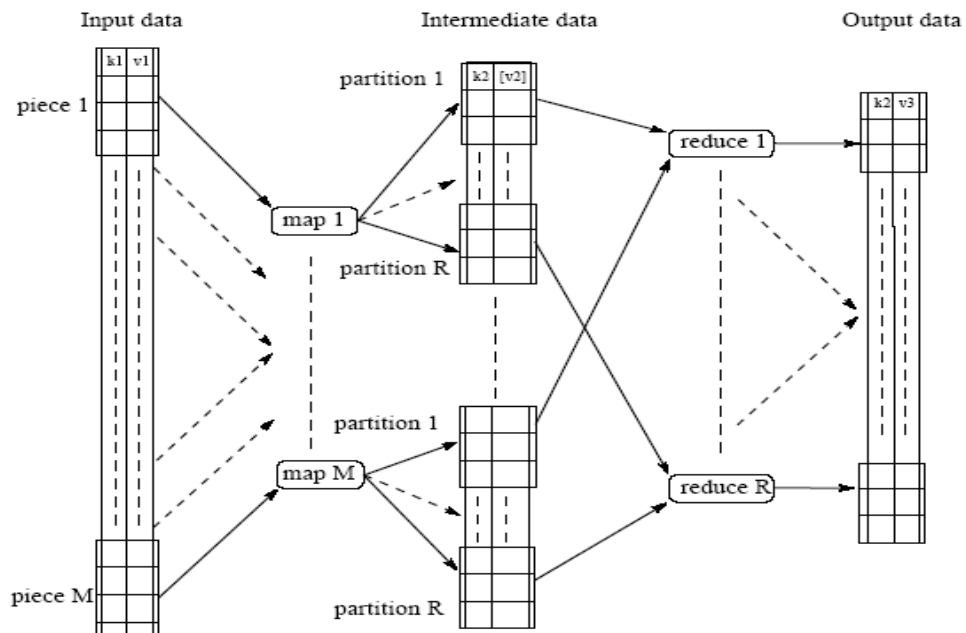 Input data
Intermediate data
Output data
k1 v1
piece 1
partition 1
k2 [v2]
k2 v3
map 1
reduce 1
partition R
partition 1
map M
reduce R
piece M
partition R